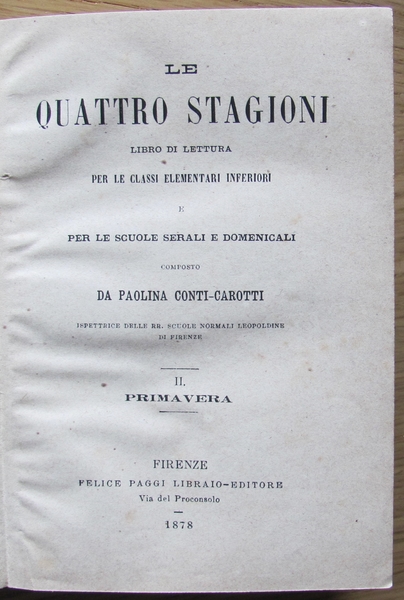 LE
QUATTRO STAGIONI
LIBRO DI LETTURA
PER LE CLASSI ELEMENTARI INFERIORI
E
PER LE SCUOLE SERALI E DOMENICALI
COMPOSTO
DA PAOLINA CONTI-CAROTTI
ISPETTRICE DELLE RR. SCUOLE NORMALI LEOPOLDINE
DI FIRENZE
II.
PRIMAVERA
FIRENZE
FELICE PAGGI LIBRAIO-EDITORE
Via del Proconsolo
—
1878